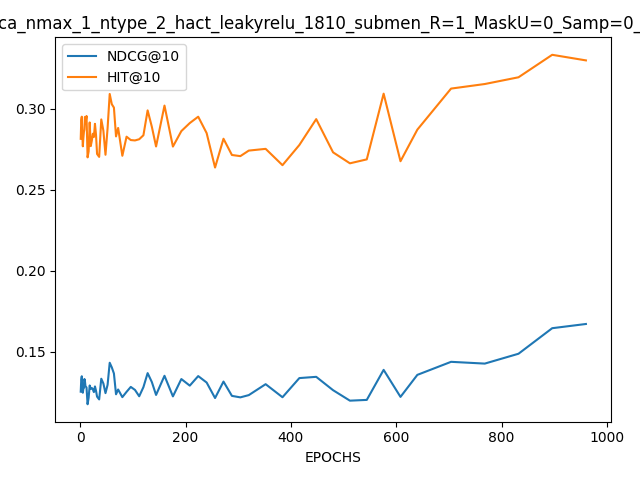 ca_nmax_1_ntype_2_hact_leakyrelu_1810_submen_R=1_MaskU=0_Samp=0_
NDCG@10
HIT@10
0.30
0.25
0.20
0.15
0 200 400 600 800 1000
EPOCHS